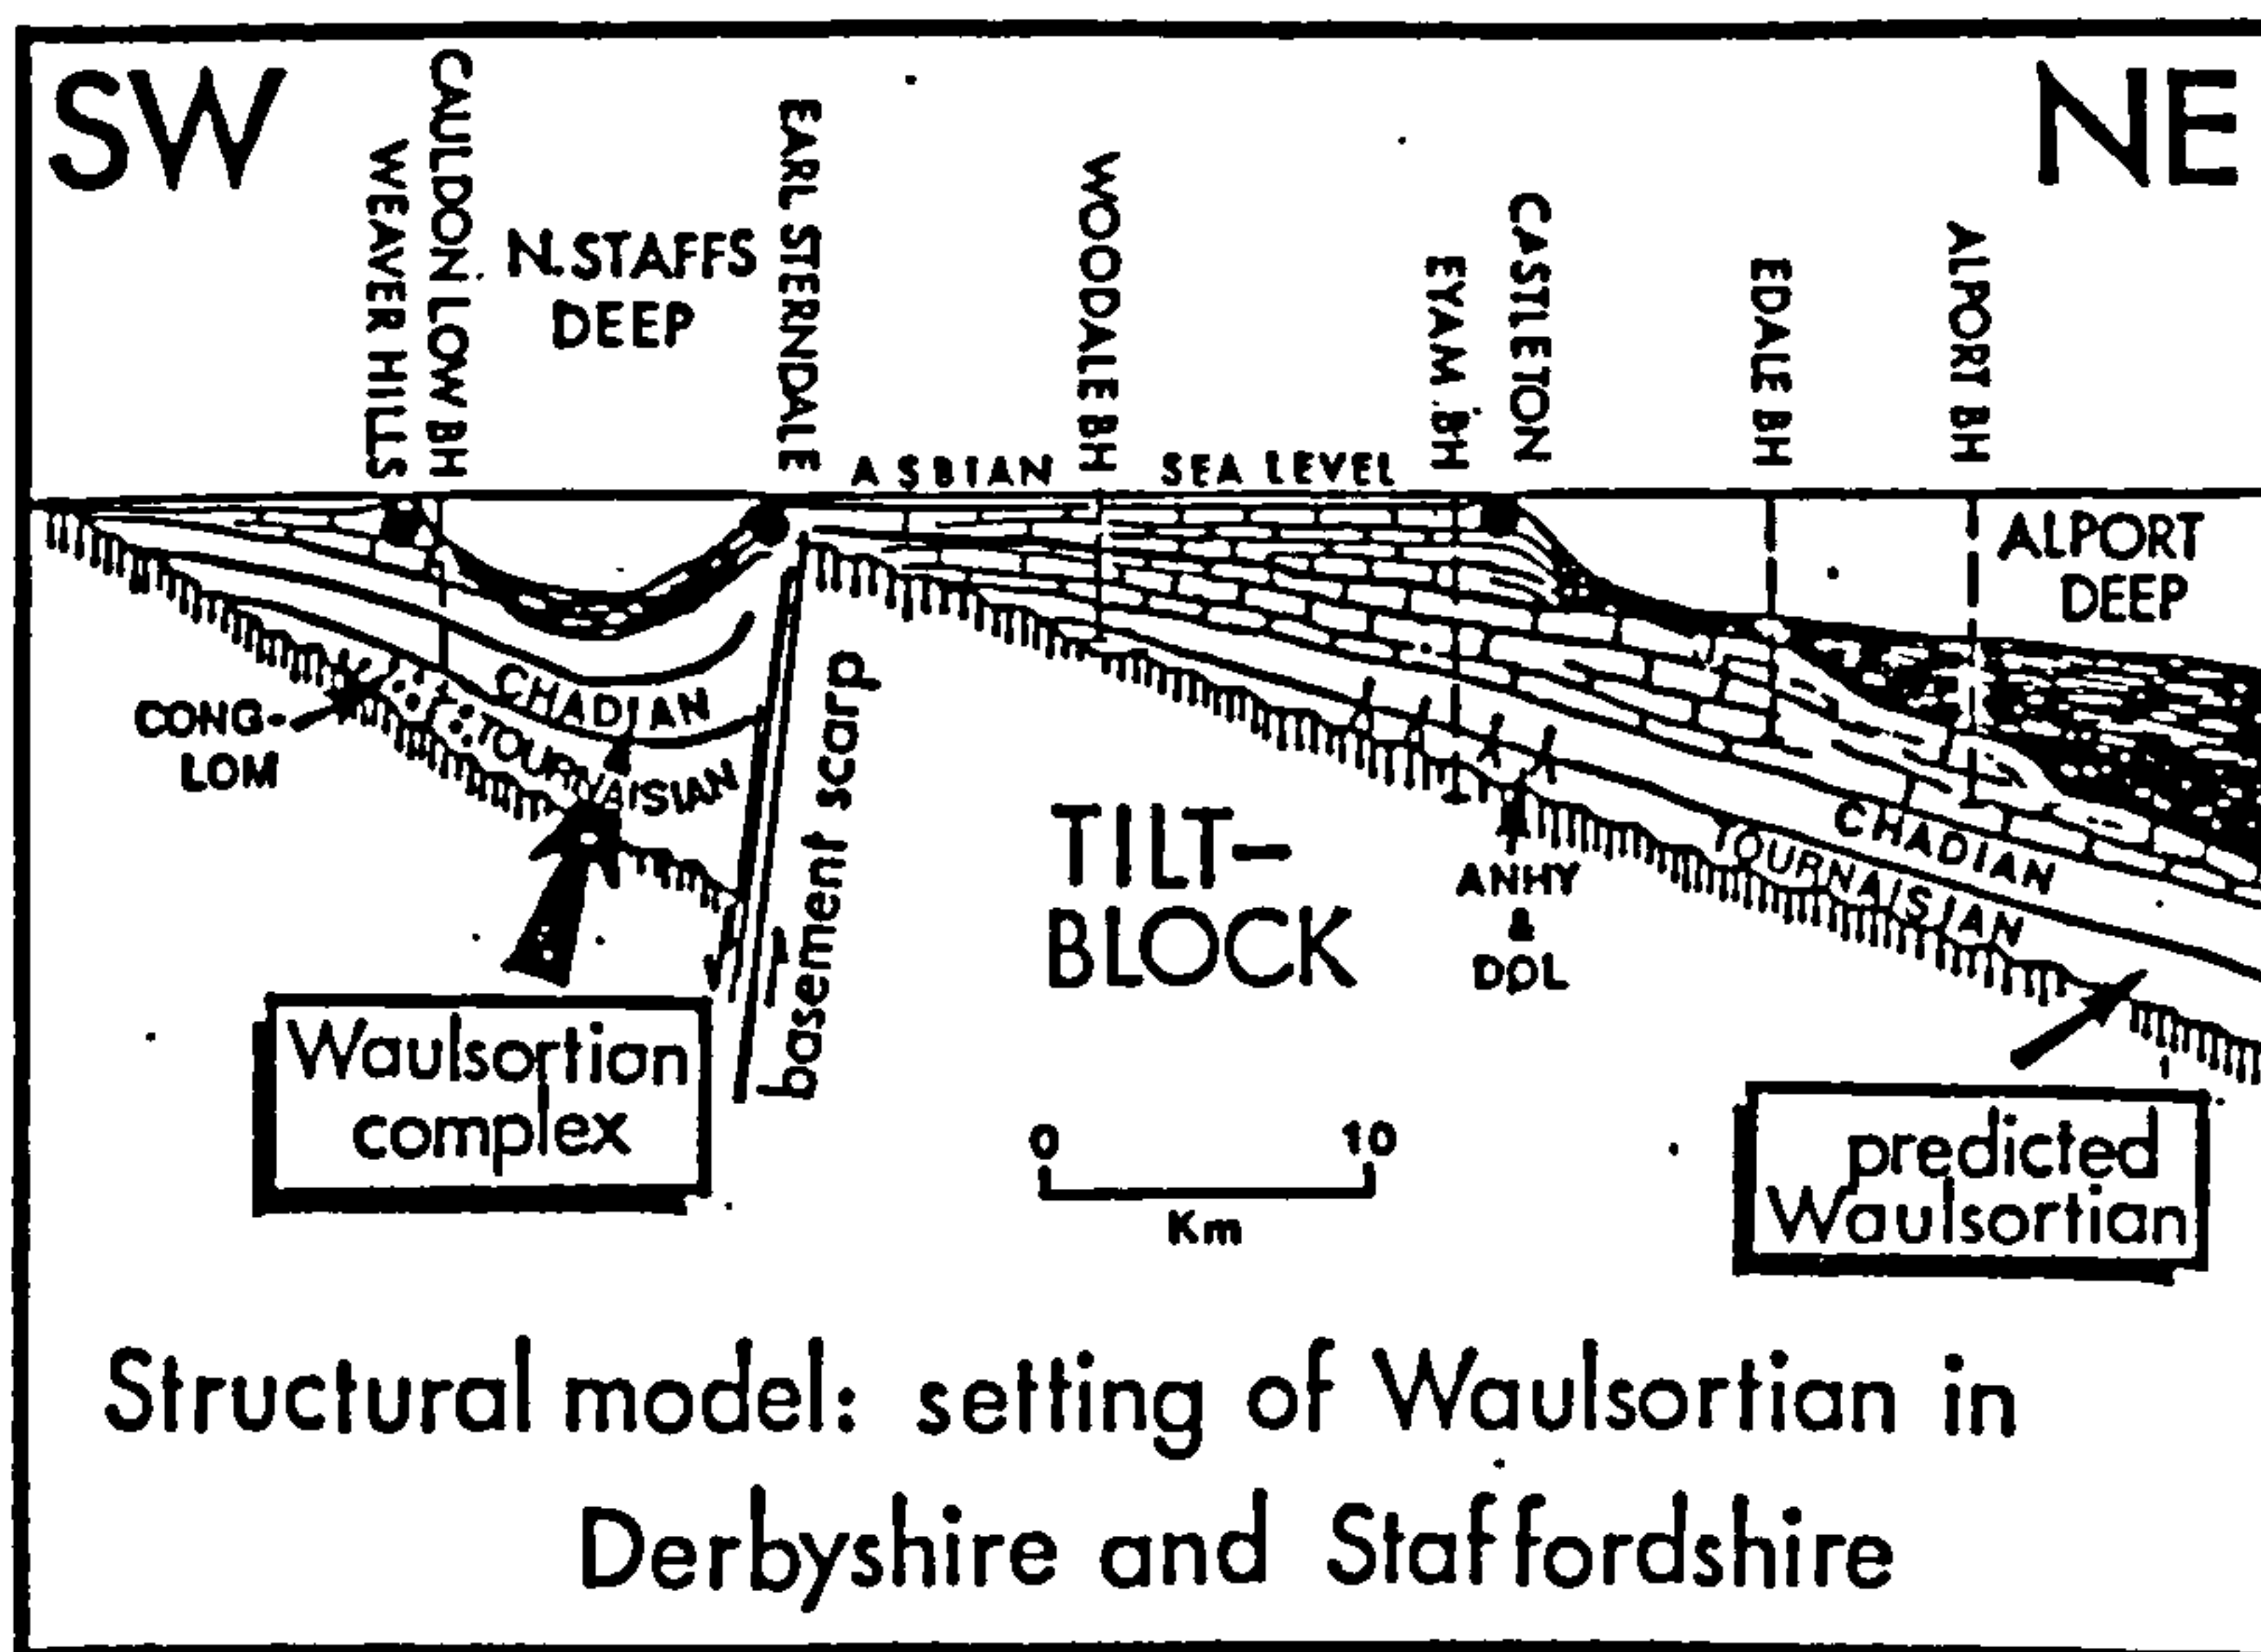 SW
NE
WEAVER HILLS
CAULDON LOW BH
N. STAFFS
DEEP
EARL STERNDALE
WOODALE BH
EYAM BH
CASTLETON
EDALE BH
ALPORT BH
ASBIAN SEA LEVEL
ALPORT
DEEP
CHADIAN
TOURNAISIAN
CONG-
LOM
basement scarp
TILT-
BLOCK
ANHY
&
DOL
CHADIAN
TOURNAISIAN
Waulsortian
complex
0 10
Km
predicted
Waulsortian
Structural model: setting of Waulsortian in
Derbyshire and Staffordshire